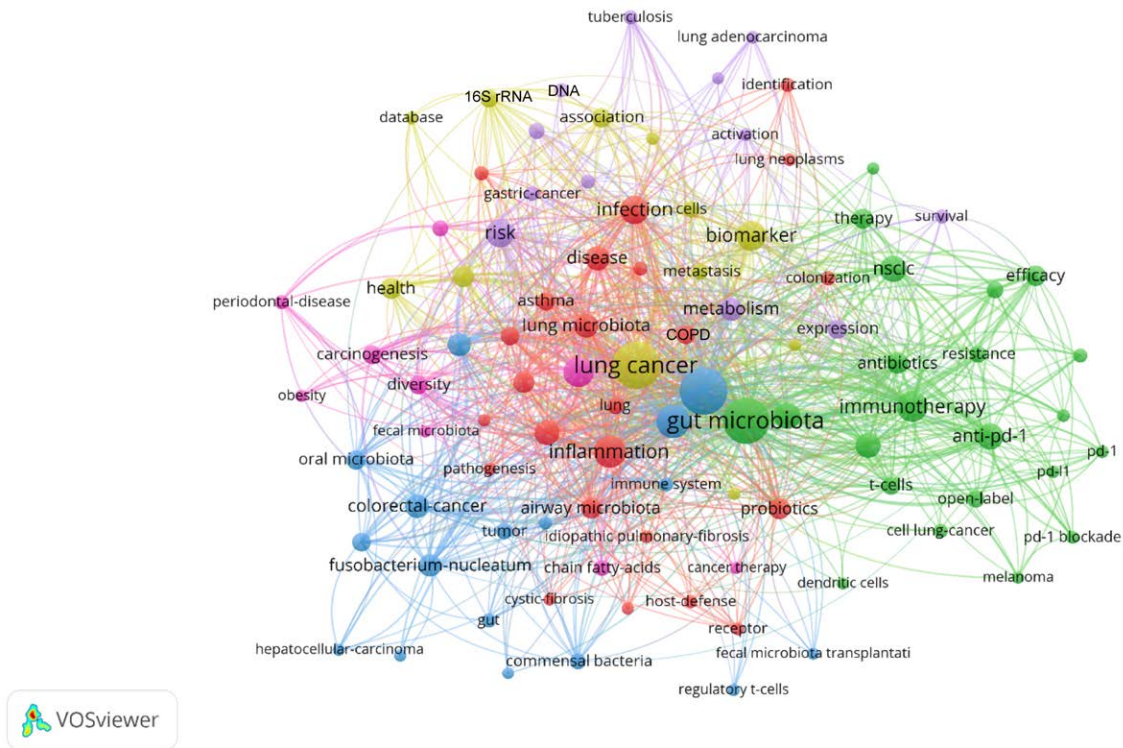 tuberculosis
lung adenocarcinoma
identification
16S rRNA
DNA
database
association
activation
lung neoplasms
gastric-cancer
infection
cells
therapy
survival
risk
biomarker
disease
metastasis
colonization
nsclc
efficacy
health
periodontal-disease
asthma
metabolism
lung microbiota
COPD
expression
carcinogenesis
lung cancer
antibiotics
resistance
diversity
obesity
lung
gut microbiota
immunotherapy
fecal microbiota
anti-pd-1
inflammation
pd-1
oral microbiota
pathogenesis
immune system
t-cells
pd-l1
colorectal-cancer
airway microbiota
probiotics
open-label
tumor
idiopathic pulmonary-fibrosis
cell lung-cancer
pd-1 blockade
fusobacterium-nucleatum
chain fatty-acids
cancer therapy
dendritic cells
melanoma
cystic-fibrosis
host-defense
gut
receptor
hepatocellular-carcinoma
commensal bacteria
fecal microbiota transplantati
regulatory t-cells
VOSviewer